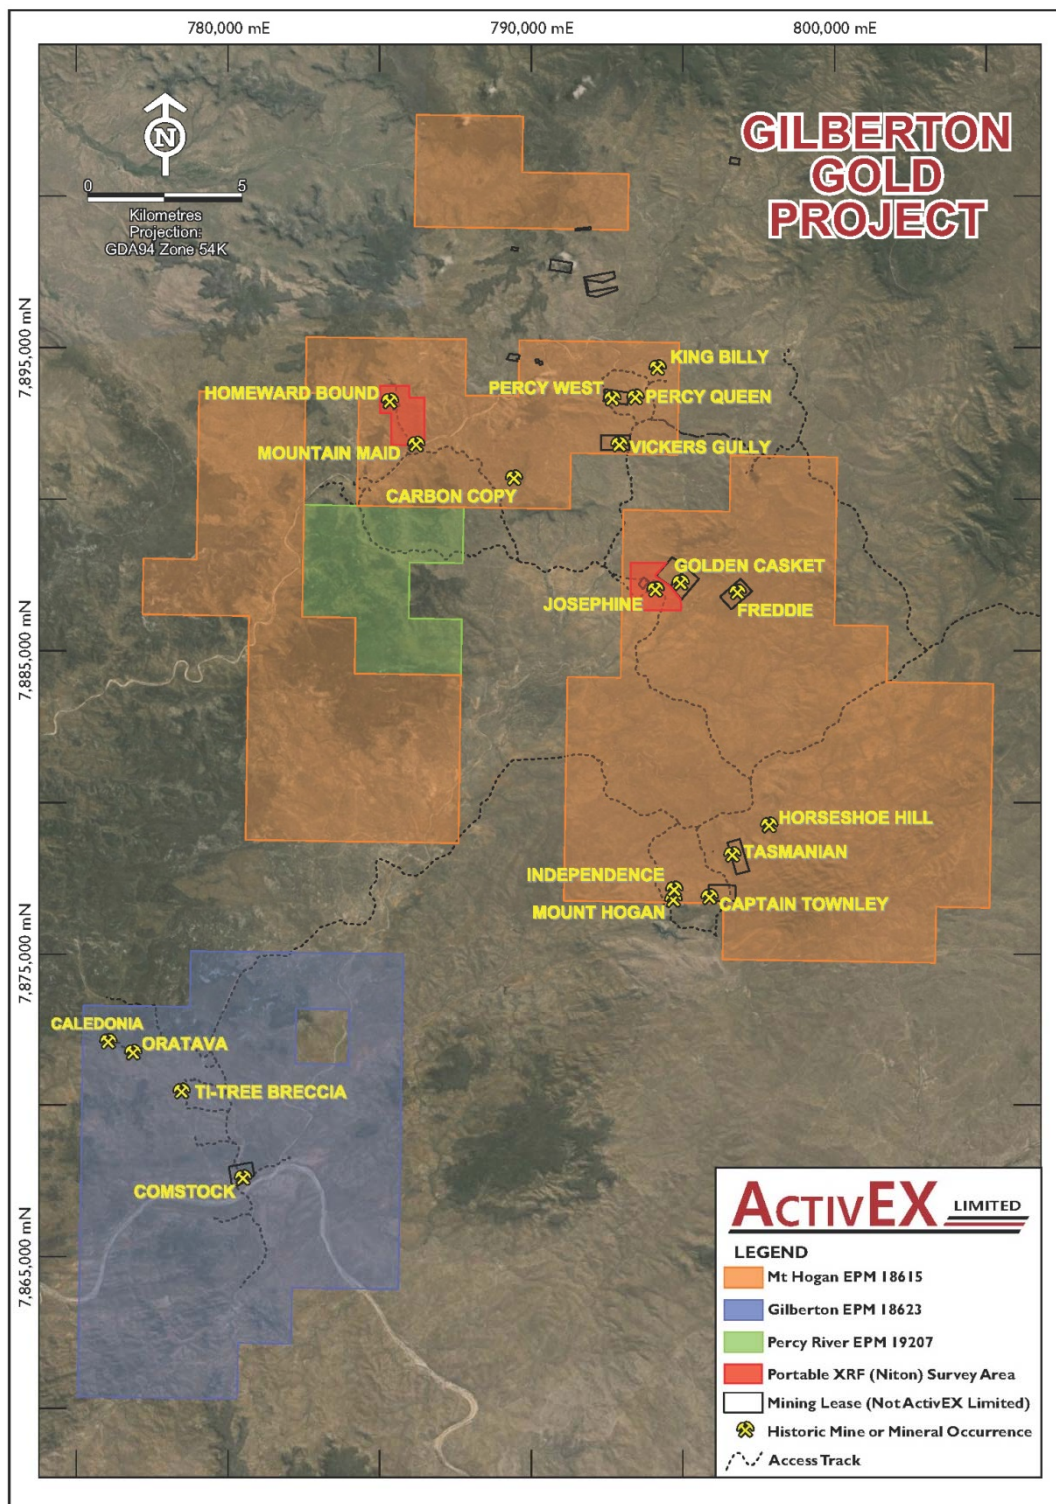 780,000 mE
790,000 mE
800,000 mE
GILBERTON
GOLD
PROJECT
N
0
5
Kilometres
Projection:
GDA94 Zone 54K
7,895,000 mN
7,885,000 mN
7,875,000 mN
7,865,000 mN
KING BILLY
HOMEWARD BOUND
PERCY WEST
PERCY QUEEN
MOUNTAIN MAID
VICKERS GULLY
CARBON COPY
GOLDEN CASKET
JOSEPHINE
FREDDIE
HORSESHOE HILL
TASMANIAN
INDEPENDENCE
MOUNT HOGAN
CAPTAIN TOWNLEY
CALEDONIA
ORATAVA
TI-TREE BRECCIA
COMSTOCK
ACTIVEX LIMITED
LEGEND
Mt Hogan EPM 18615
Gilberton EPM 18623
Percy River EPM 19207
Portable XRF (Niton) Survey Area
Mining Lease (Not ActivEX Limited)
Historic Mine or Mineral Occurrence
Access Track